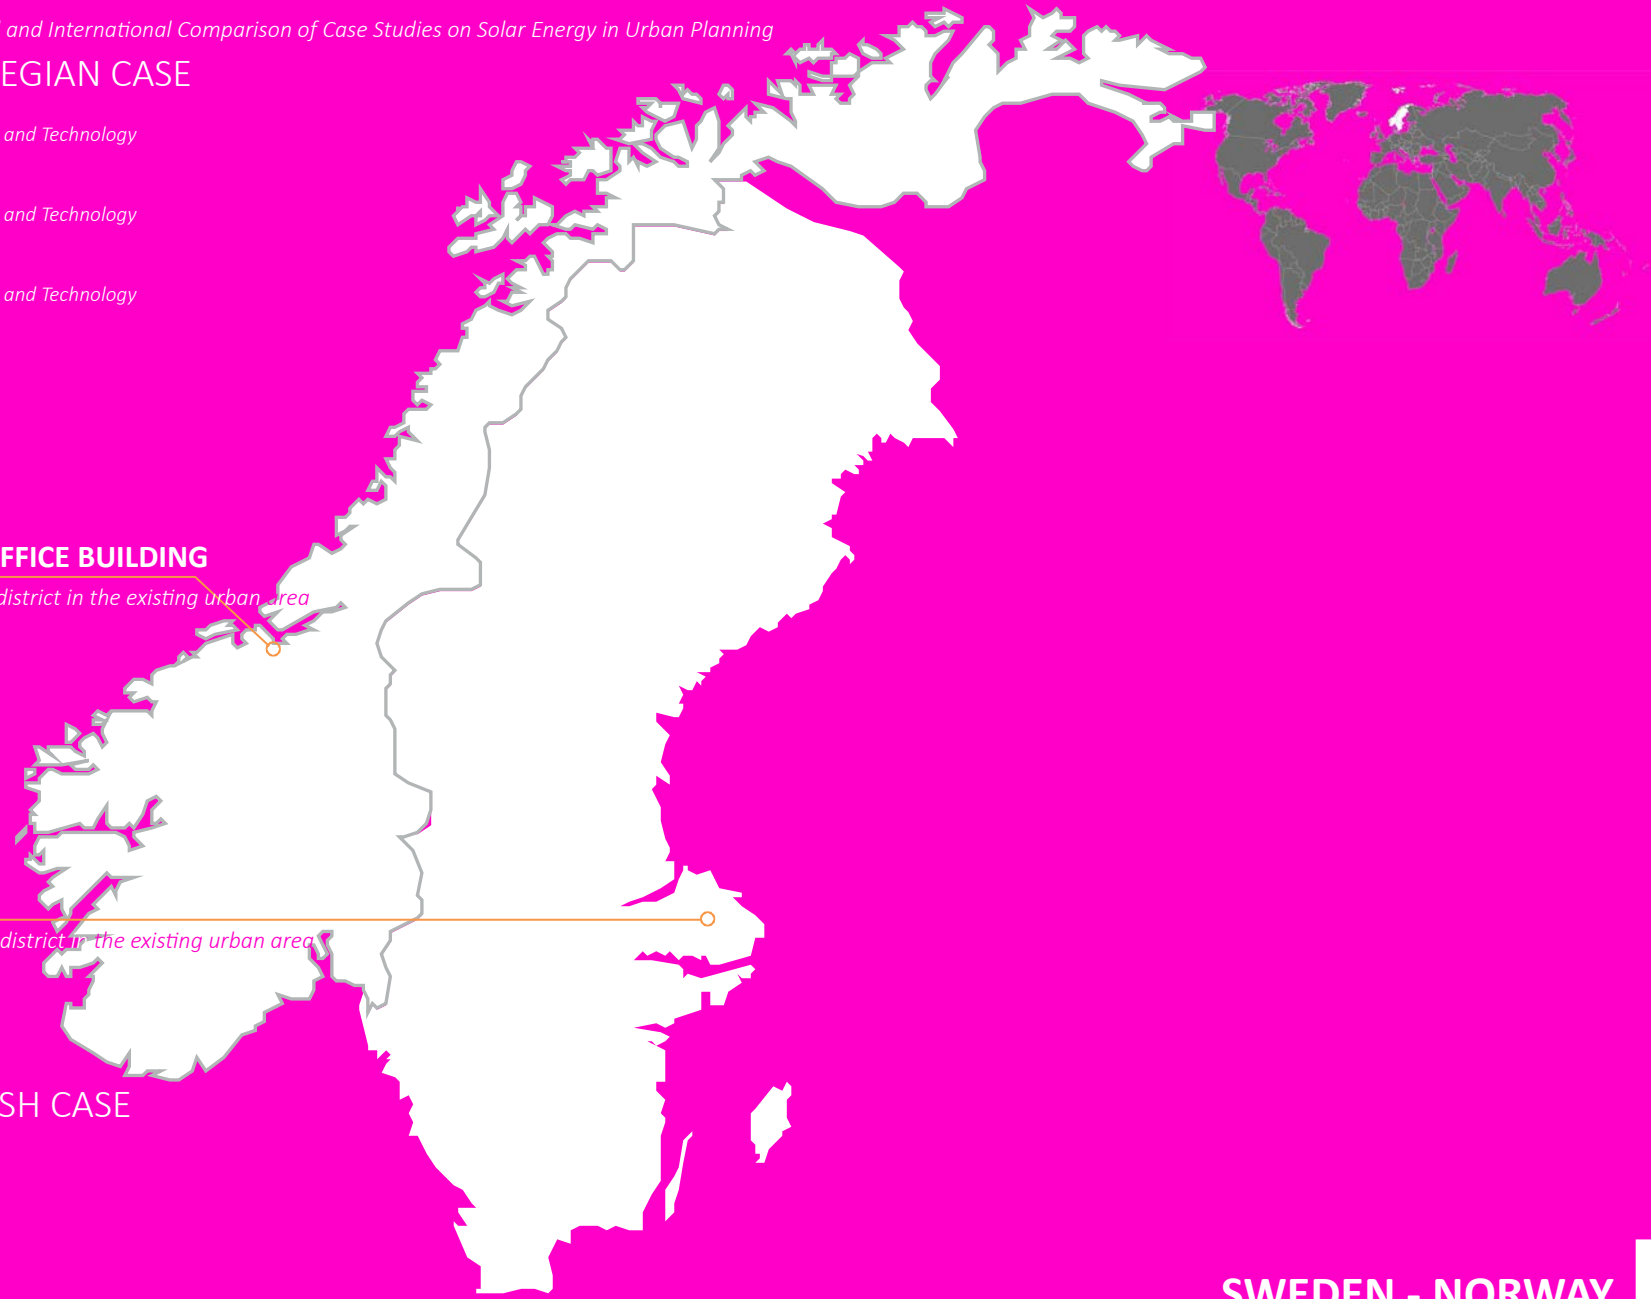 and International Comparison of Case Studies on Solar Energy in Urban Planning
EGIAN CASE
and Technology
and Technology
and Technology
FFICE BUILDING
district in the existing urban area
district in the existing urban area
SH CASE
SWEDEN - NORWAY